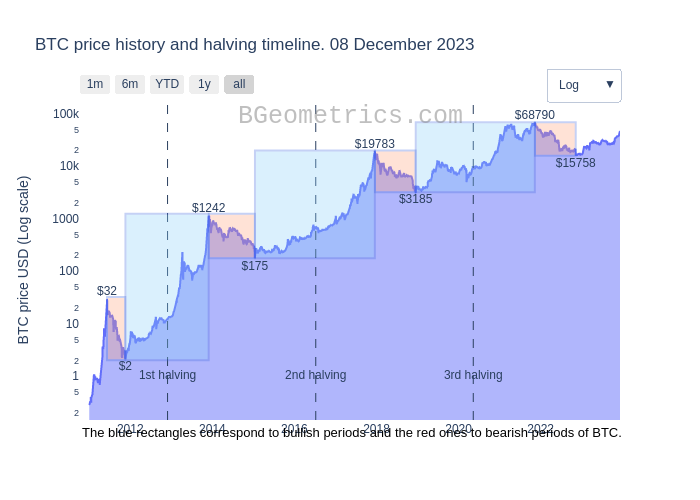 BTC price history and halving timeline. 08 December 2023
1m 6m YTD 1y all
Log ▼
BGeometrics.com
BTC price USD (Log scale)
100k
5
2
10k
5
2
1000
5
2
100
5
2
10
5
2
1
5
2
$32
$2
$1242
$175
$19783
$3185
$68790
$15758
1st halving
2nd halving
3rd halving
2012 2014 2016 2018 2020 2022
The blue rectangles correspond to bullish periods and the red ones to bearish periods of BTC.